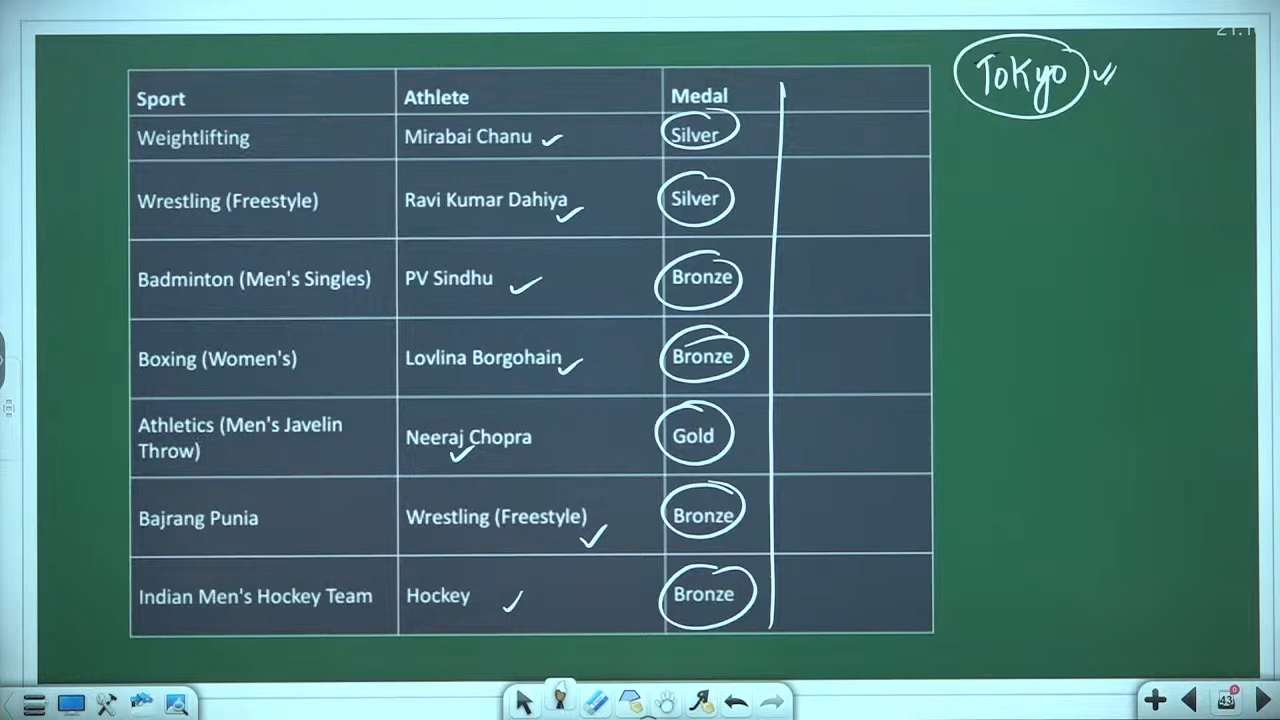 Tokyo
Sport Athlete Medal
Weightlifting Mirabai Chanu Silver
Wrestling (Freestyle) Ravi Kumar Dahiya Silver
Badminton (Men's Singles) PV Sindhu Bronze
Boxing (Women's) Lovlina Borgohain Bronze
Athletics (Men's Javelin
Throw) Neeraj Chopra Gold
Bajrang Punia Wrestling (Freestyle) Bronze
Indian Men's Hockey Team Hockey Bronze
43
0